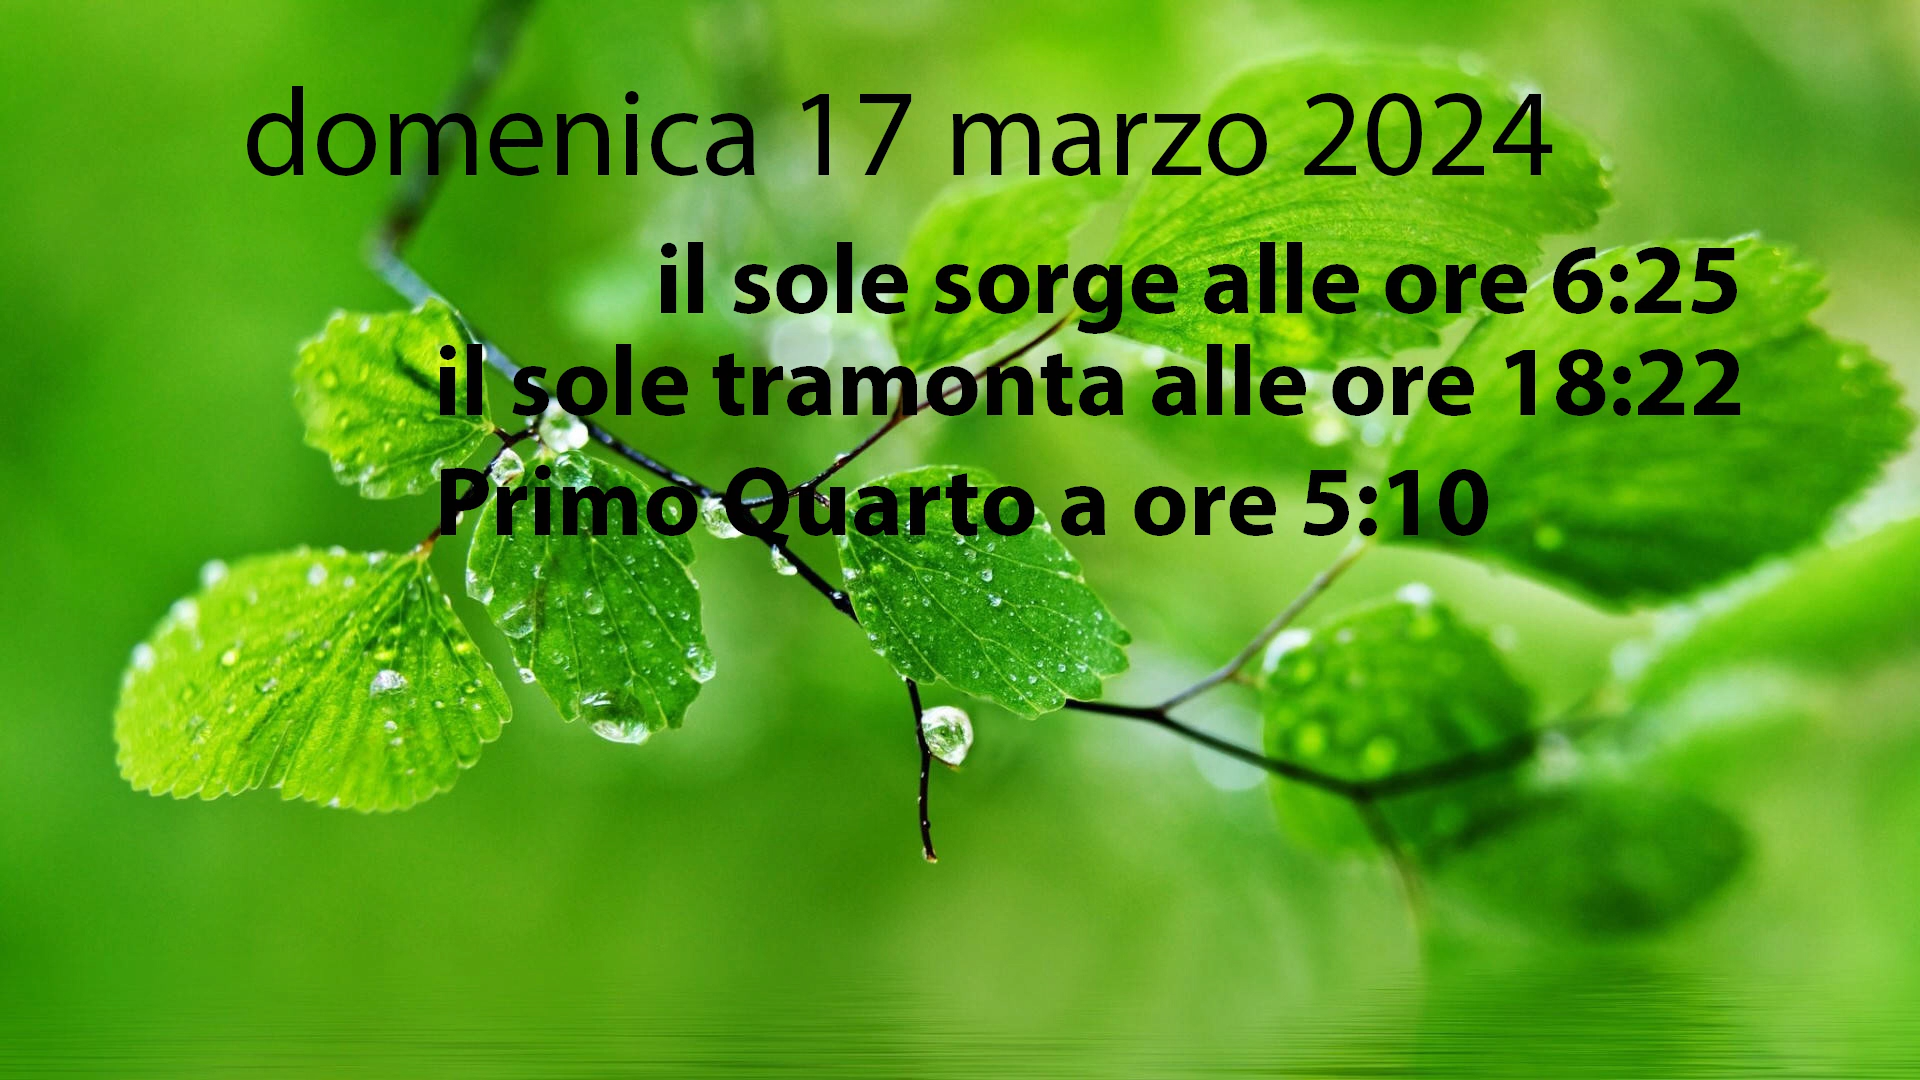 domenica 17 marzo 2024
il sole sorge alle ore 6:25
il sole tramonta alle ore 18:22
Primo Quarto a ore 5:10